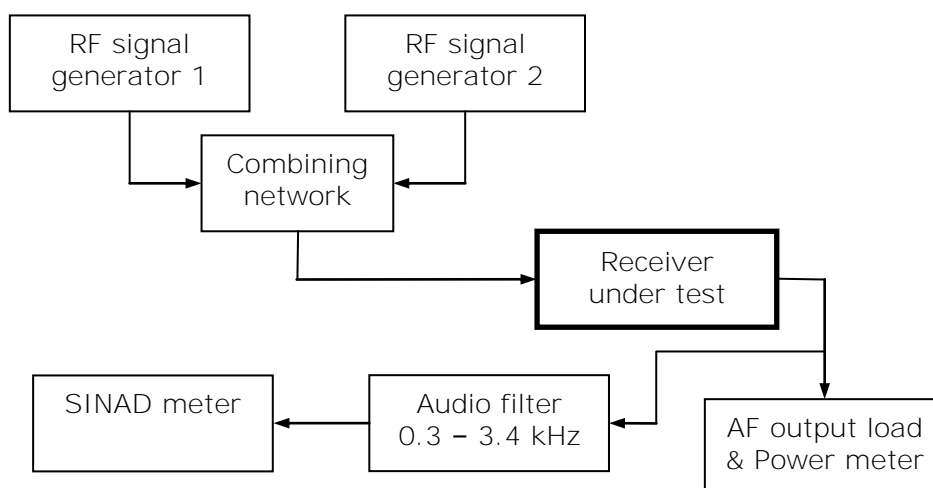 RF signal
generator 1
RF signal
generator 2
Combining
network
Receiver
under test
SINAD meter
Audio filter
0.3 – 3.4 kHz
AF output load
& Power meter